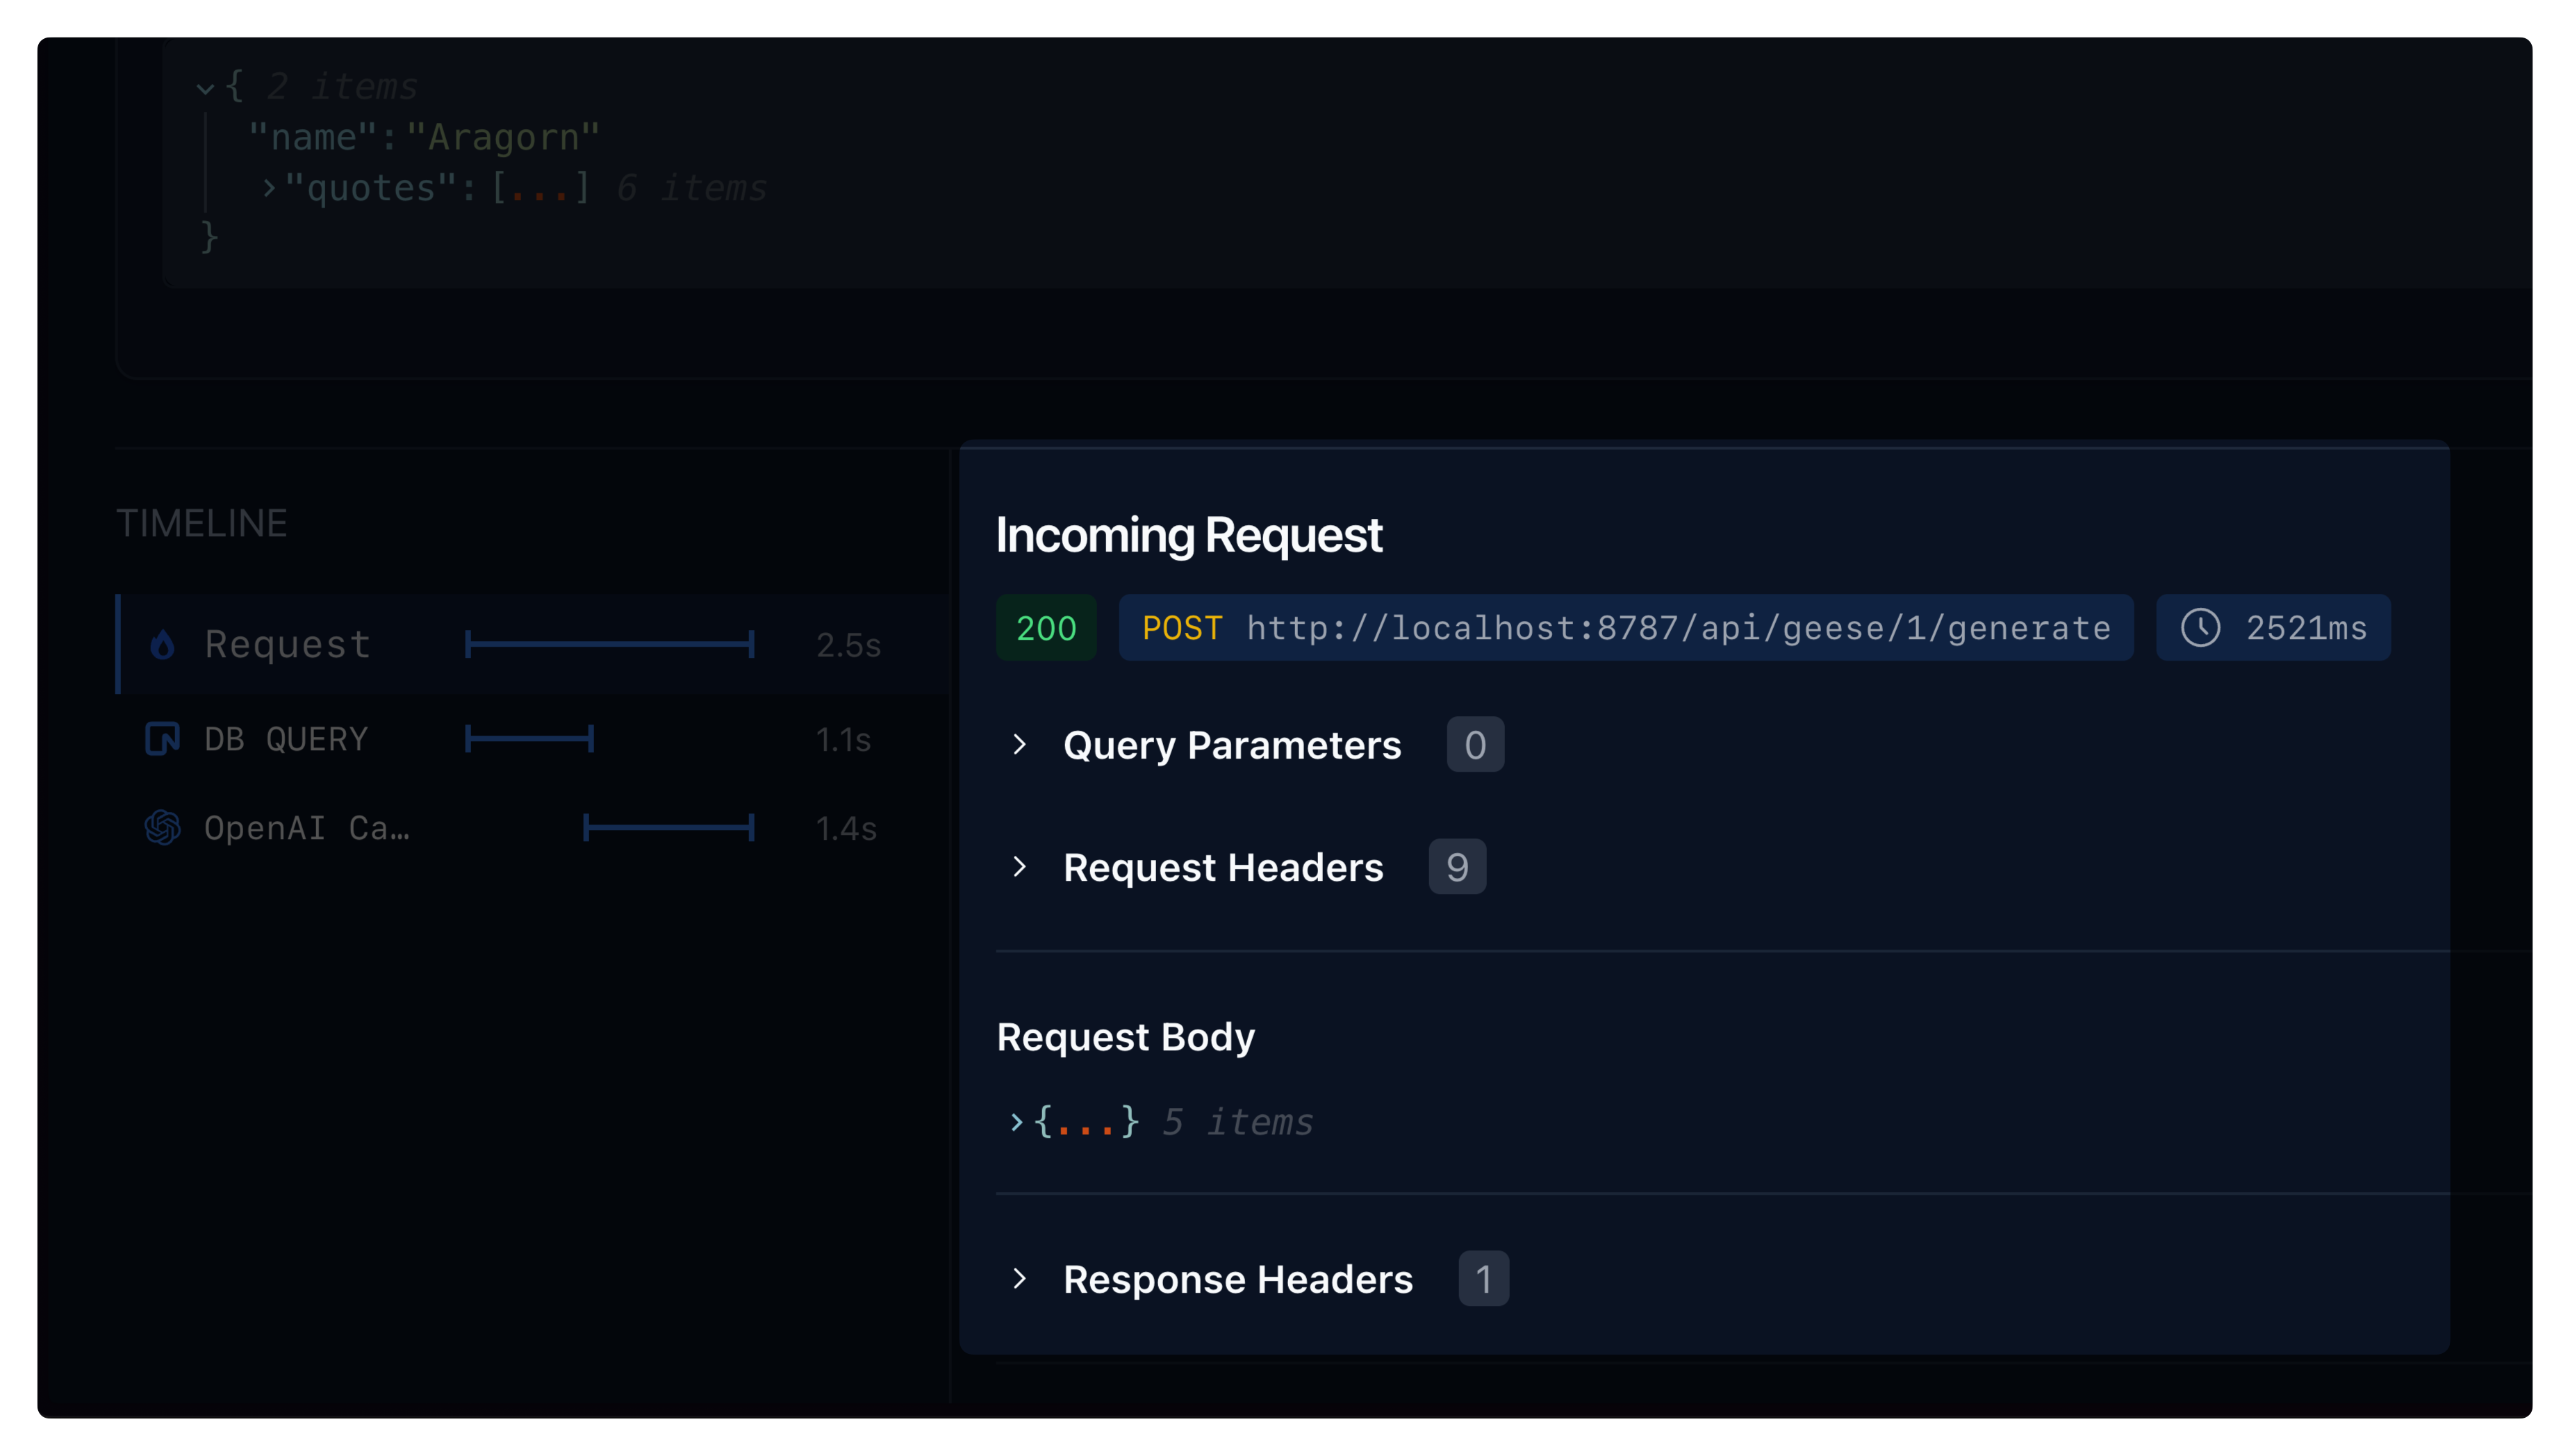 { 2 items
"name":"Aragorn"
"quotes":[...] 6 items
}
TIMELINE
Request 2.5s
DB QUERY 1.1s
OpenAI Ca… 1.4s
Incoming Request
200 POST http://localhost:8787/api/geese/1/generate 2521ms
Query Parameters 0
Request Headers 9
Request Body
{...} 5 items
Response Headers 1